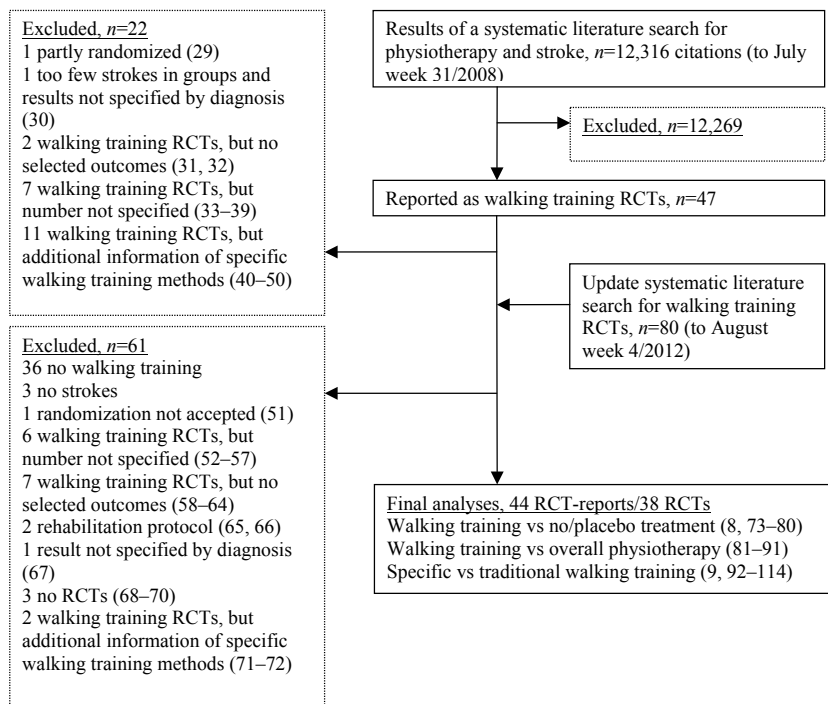 Excluded, n=22
1 partly randomized (29)
1 too few strokes in groups and
results not specified by diagnosis
(30)
2 walking training RCTs, but no
selected outcomes (31, 32)
7 walking training RCTs, but
number not specified (33–39)
11 walking training RCTs, but
additional information of specific
walking training methods (40–50)
Results of a systematic literature search for
physiotherapy and stroke, n=12,316 citations (to July
week 31/2008)
Excluded, n=12,269
Reported as walking training RCTs, n=47
Update systematic literature
search for walking training
RCTs, n=80 (to August
week 4/2012)
Excluded, n=61
36 no walking training
3 no strokes
1 randomization not accepted (51)
6 walking training RCTs, but
number not specified (52–57)
7 walking training RCTs, but no
selected outcomes (58–64)
2 rehabilitation protocol (65, 66)
1 result not specified by diagnosis
(67)
3 no RCTs (68–70)
2 walking training RCTs, but
additional information of specific
walking training methods (71–72)
Final analyses, 44 RCT-reports/38 RCTs
Walking training vs no/placebo treatment (8, 73–80)
Walking training vs overall physiotherapy (81–91)
Specific vs traditional walking training (9, 92–114)